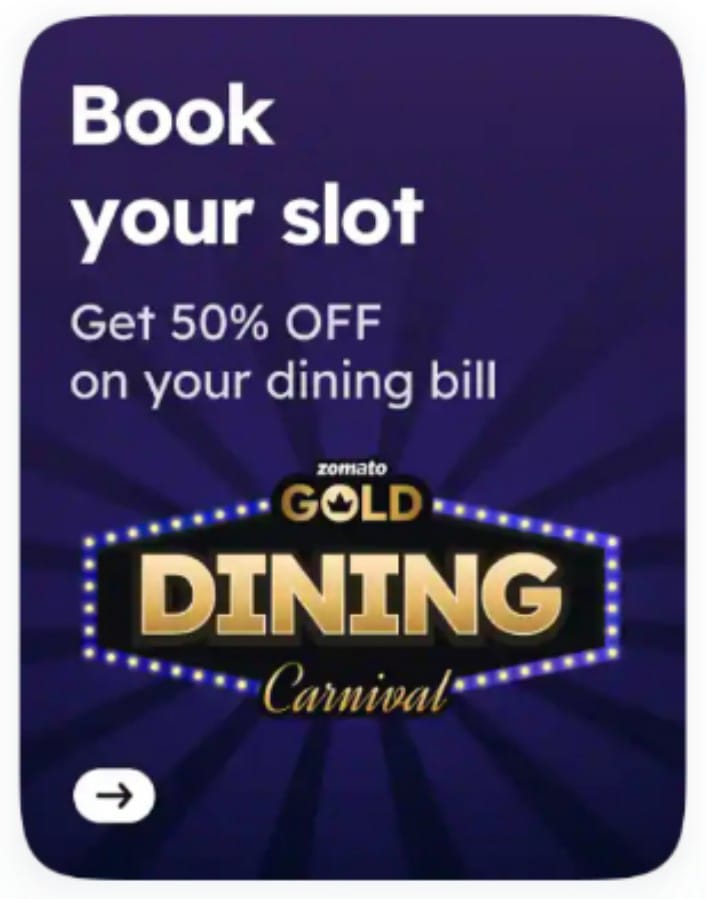 Book
your slot
Get 50% OFF
on your dining bill
zomato
GOLD
DINING
Carnival